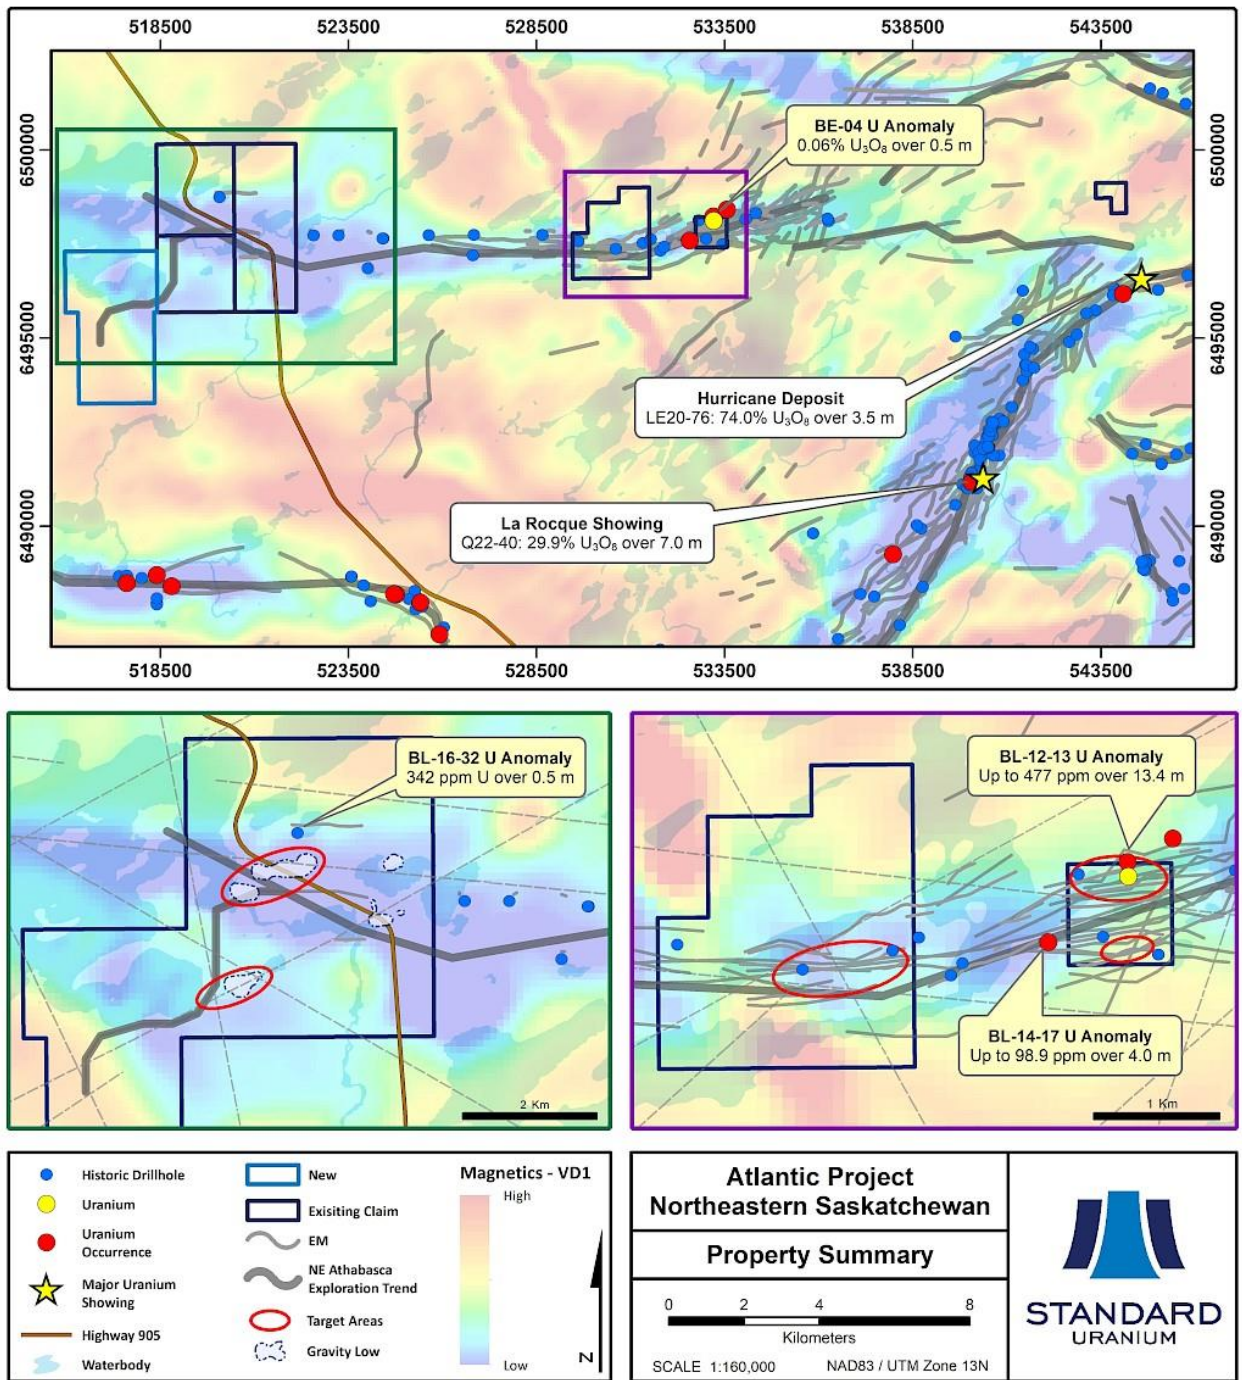 518500 523500 528500 533500 538500 543500
6500000
6500000
BE-04 U Anomaly
0.06% U₃O₈ over 0.5 m
6495000
6495000
Hurricane Deposit
LE20-76: 74.0% U₃O₈ over 3.5 m
6490000
6490000
La Rocque Showing
Q22-40: 29.9% U₃O₈ over 7.0 m
518500 523500 528500 533500 538500 543500
BL-16-32 U Anomaly
342 ppm U over 0.5 m
2 Km
BL-12-13 U Anomaly
Up to 477 ppm over 13.4 m
BL-14-17 U Anomaly
Up to 98.9 ppm over 4.0 m
1 Km
Historic Drillhole
Uranium
Uranium
Occurrence
Major Uranium
Showing
Highway 905
Waterbody
New
Exisiting Claim
EM
NE Athabasca
Exploration Trend
Target Areas
Gravity Low
Magnetics - VD1
High
Low
N
Atlantic Project
Northeastern Saskatchewan
Property Summary
0 2 4 8
Kilometers
SCALE 1:160,000 NAD83 / UTM Zone 13N
STANDARD
URANIUM